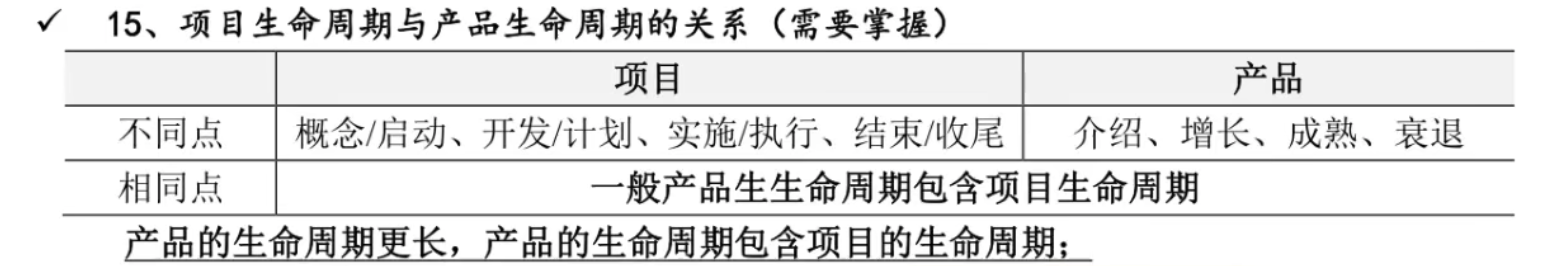 ✓ 15、项目生命周期与产品生命周期的关系（需要掌握）
项目 产品
不同点 概念/启动、开发/计划、实施/执行、结束/收尾 介绍、增长、成熟、衰退
相同点 一般产品生生命周期包含项目生命周期
产品的生命周期更长，产品的生命周期包含项目的生命周期；